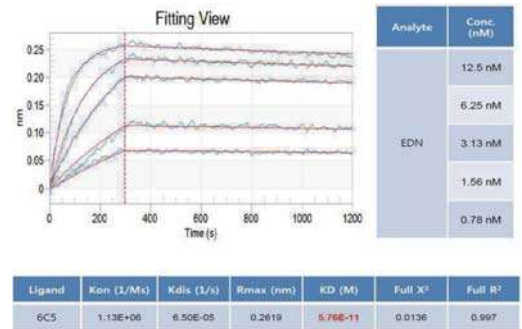 Fitting View
0.25
0.20
0.15
0.10
0.05
0
nm
0 200 400 600 800 1000 1200
Time (s)
Analyte Conc. (nM)
EDN
12.5 nM
6.25 nM
3.13 nM
1.56 nM
0.78 nM
Ligand Kon (1/Ms) Kdis (1/s) Rmax (nm) KD (M) Full X² Full R²
6C5 1.13E+06 6.50E-05 0.2619 5.76E-11 0.0136 0.997